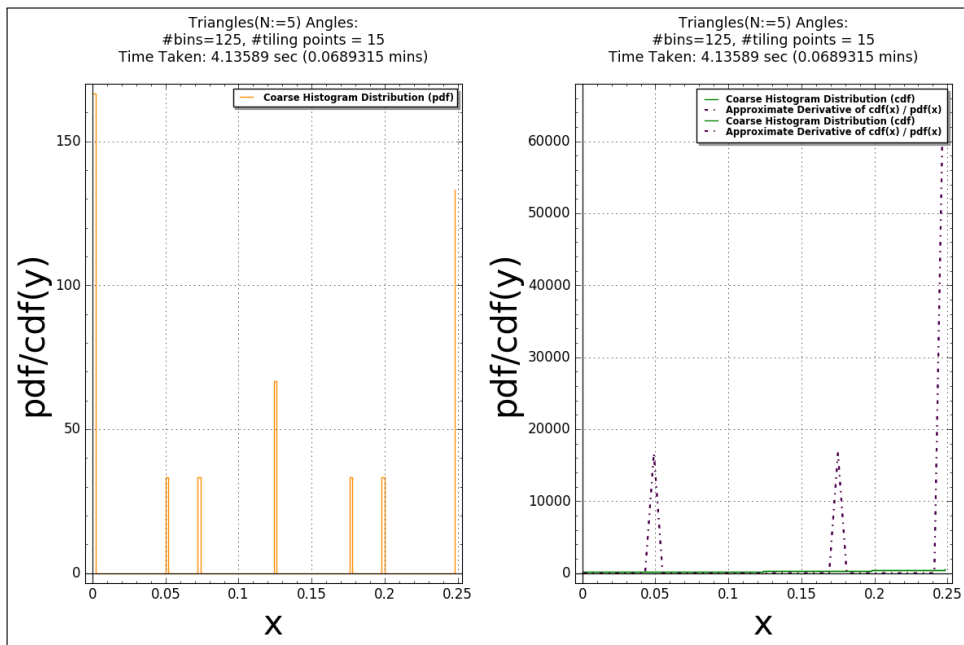 Triangles(N:=5) Angles:
#bins=125, #tiling points = 15
Time Taken: 4.13589 sec (0.0689315 mins)
Coarse Histogram Distribution (pdf)
150
100
50
0
pdf/cdf(y)
0
0.05
0.1
0.15
0.2
0.25
x
Triangles(N:=5) Angles:
#bins=125, #tiling points = 15
Time Taken: 4.13589 sec (0.0689315 mins)
Coarse Histogram Distribution (cdf)
Approximate Derivative of cdf(x) / pdf(x)
Coarse Histogram Distribution (cdf)
Approximate Derivative of cdf(x) / pdf(x)
60000
50000
40000
30000
20000
10000
0
pdf/cdf(y)
0
0.05
0.1
0.15
0.2
0.25
x